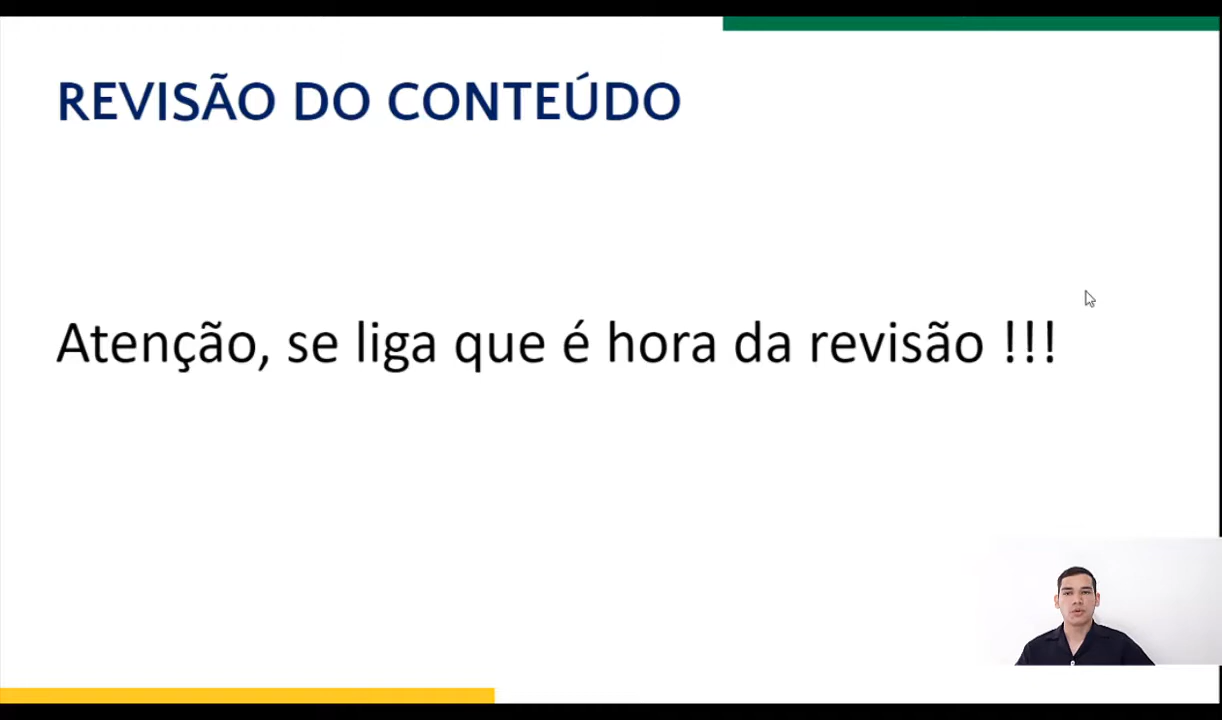 REVISÃO DO CONTEÚDO
Atenção, se liga que é hora da revisão !!!